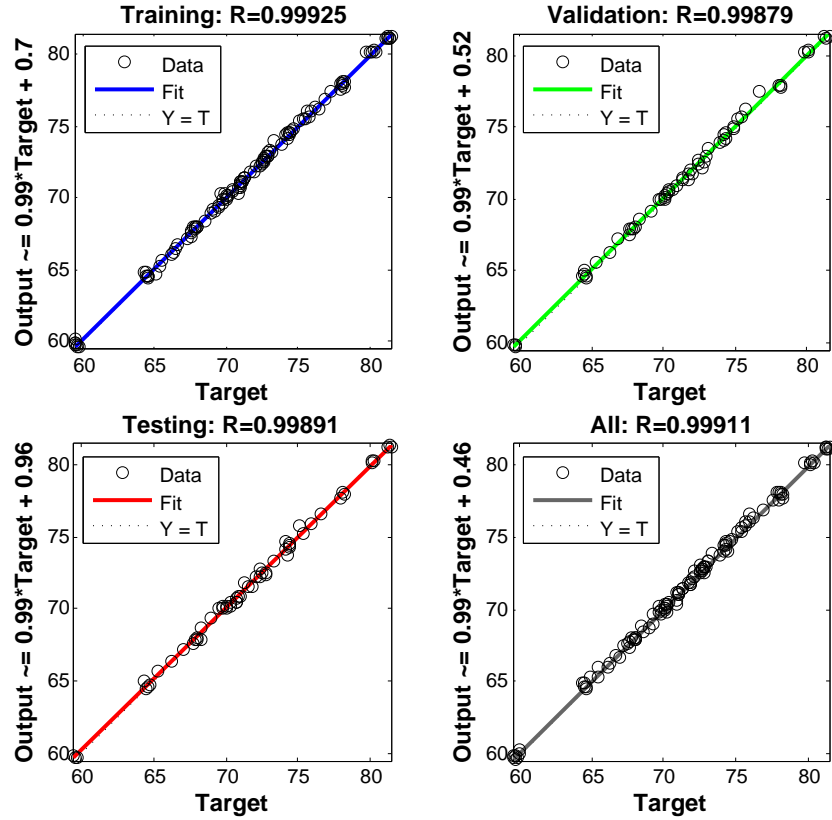 Training: R=0.99925
Output ~= 0.99*Target + 0.7
80
75
70
65
60
Data
Fit
Y = T
60 65 70 75 80
Target
Validation: R=0.99879
Output ~= 0.99*Target + 0.52
80
75
70
65
60
Data
Fit
Y = T
60 65 70 75 80
Target
Testing: R=0.99891
Output ~= 0.99*Target + 0.96
80
75
70
65
60
Data
Fit
Y = T
60 65 70 75 80
Target
All: R=0.99911
Output ~= 0.99*Target + 0.46
80
75
70
65
60
Data
Fit
Y = T
60 65 70 75 80
Target